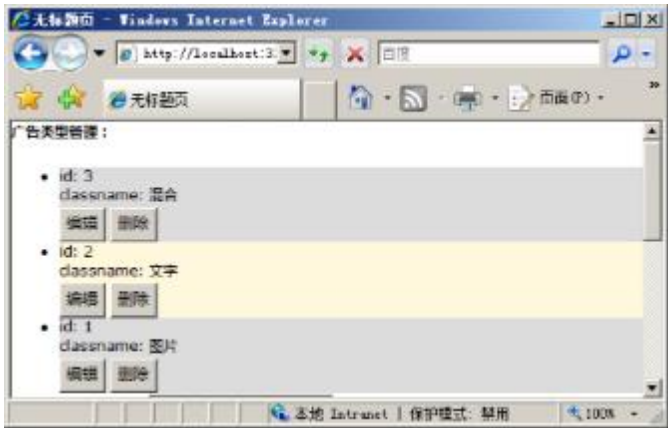 无标题页 - Windows Internet Explorer
http://localhost:3
百度
无标题页
页面(P)
广告类型管理：
id: 3
classname: 混合
编辑 删除
id: 2
classname: 文字
编辑 删除
id: 1
classname: 图片
编辑 删除
本地 Intranet | 保护模式: 禁用
100%